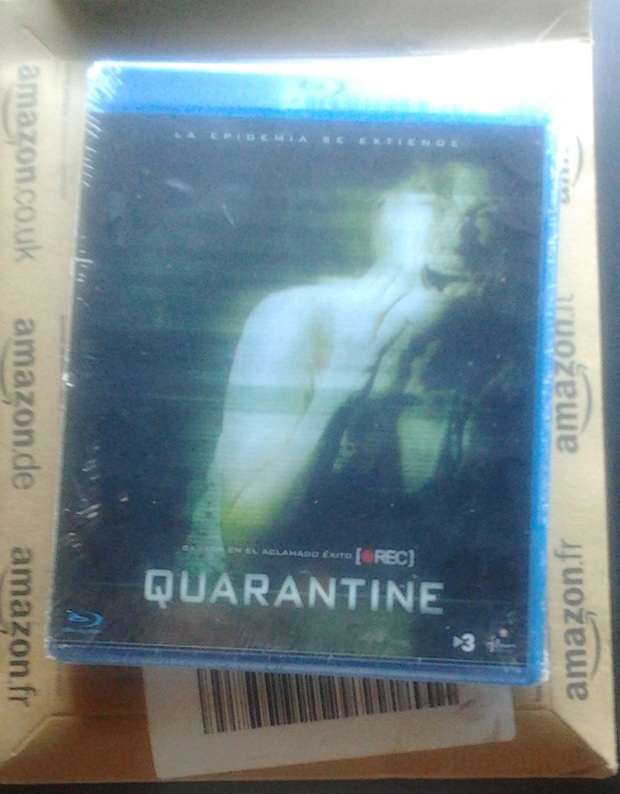 LA EPIDEMIA SE EXTIENDE
BASADA EN EL ACLAMADO ÉXITO [●REC]
QUARANTINE
3
amazon.co.uk
amazon.de
amazon.fr
amazon.it
amazon.fr